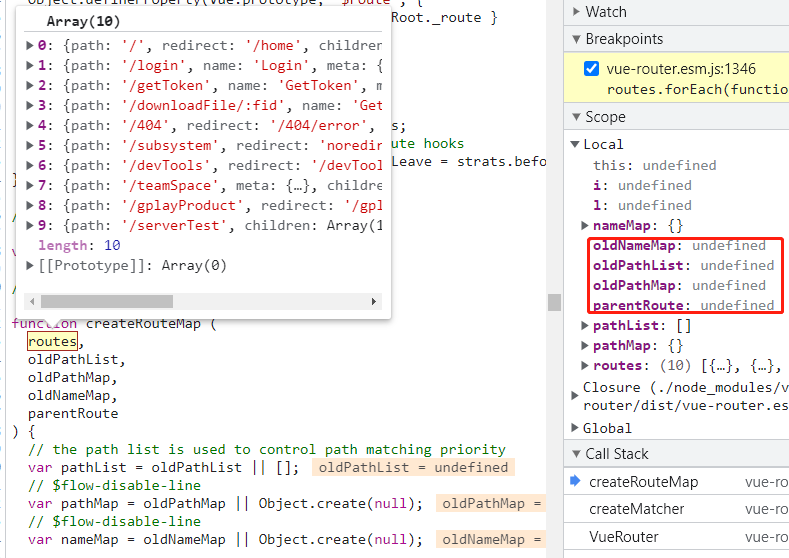 Object.defineProperty(Vue.prototype, '$route', {
Root._route }
Array(10)
0: {path: '/', redirect: '/home', children
1: {path: '/login', name: 'Login', meta: {
2: {path: '/getToken', name: 'GetToken', m
3: {path: '/downloadFile/:fid', name: 'Get
4: {path: '/404', redirect: '/404/error',
s;
5: {path: '/subsystem', redirect: 'noredir
ute hooks
6: {path: '/devTools', redirect: '/devTool
Leave = strats.befo
7: {path: '/teamSpace', meta: {…}, childre
8: {path: '/gplayProduct', redirect: '/gpl
9: {path: '/serverTest', children: Array(1
length: 10
[[Prototype]]: Array(0)
function createRouteMap (
routes,
oldPathList,
oldPathMap,
oldNameMap,
parentRoute
) {
// the path list is used to control path matching priority
var pathList = oldPathList || []; oldPathList = undefined
// $flow-disable-line
var pathMap = oldPathMap || Object.create(null); oldPathMap =
// $flow-disable-line
var nameMap = oldNameMap || Object.create(null); oldNameMap =
Watch
Breakpoints
vue-router.esm.js:1346
routes.forEach(functio
Scope
Local
this: undefined
i: undefined
l: undefined
nameMap: {}
oldNameMap: undefined
oldPathList: undefined
oldPathMap: undefined
parentRoute: undefined
pathList: []
pathMap: {}
routes: (10) [{…}, {…},
Closure (./node_modules/v
router/dist/vue-router.es
Global
Call Stack
createRouteMap vue-ro
createMatcher vue-ro
VueRouter vue-ro